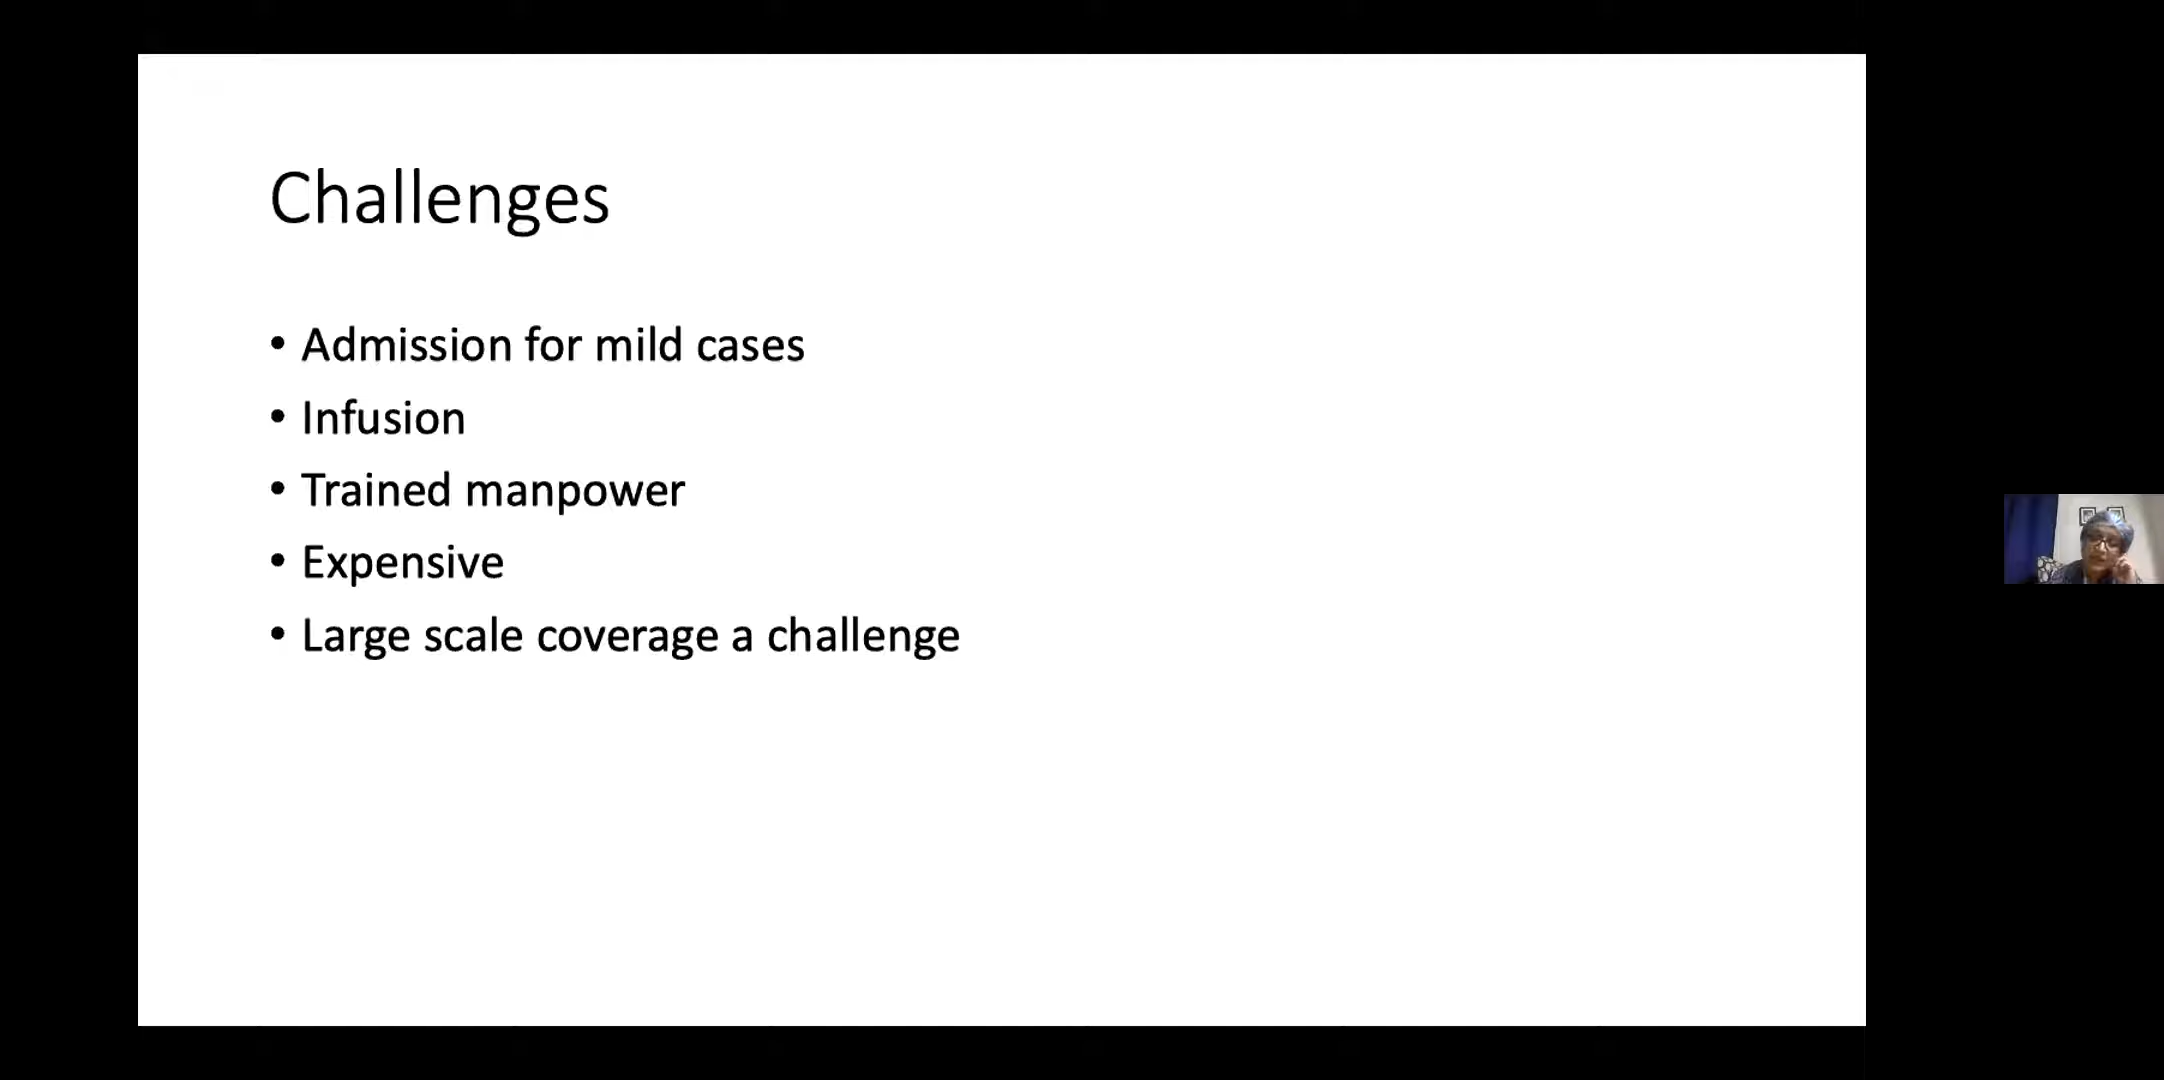 Challenges
• Admission for mild cases
• Infusion
• Trained manpower
• Expensive
• Large scale coverage a challenge